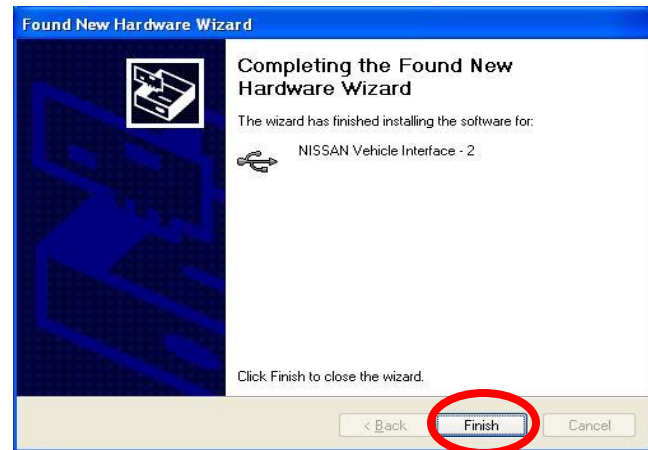 Found New Hardware Wizard
Completing the Found New
Hardware Wizard
The wizard has finished installing the software for:
NISSAN Vehicle Interface - 2
Click Finish to close the wizard.
< Back Finish Cancel